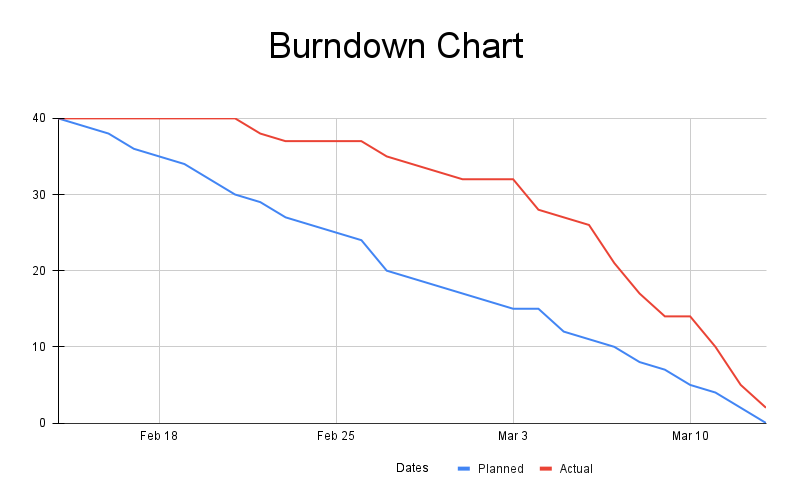 Burndown Chart
40
30
20
10
0
Feb 18 Feb 25 Mar 3 Mar 10
Dates Planned Actual